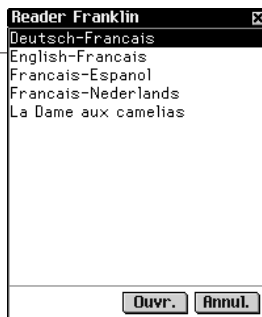 Reader Franklin
Deutsch-Francais
English-Francais
Francais-Espanol
Francais-Nederlands
La Dame aux camelias
Ouvr. Annul.